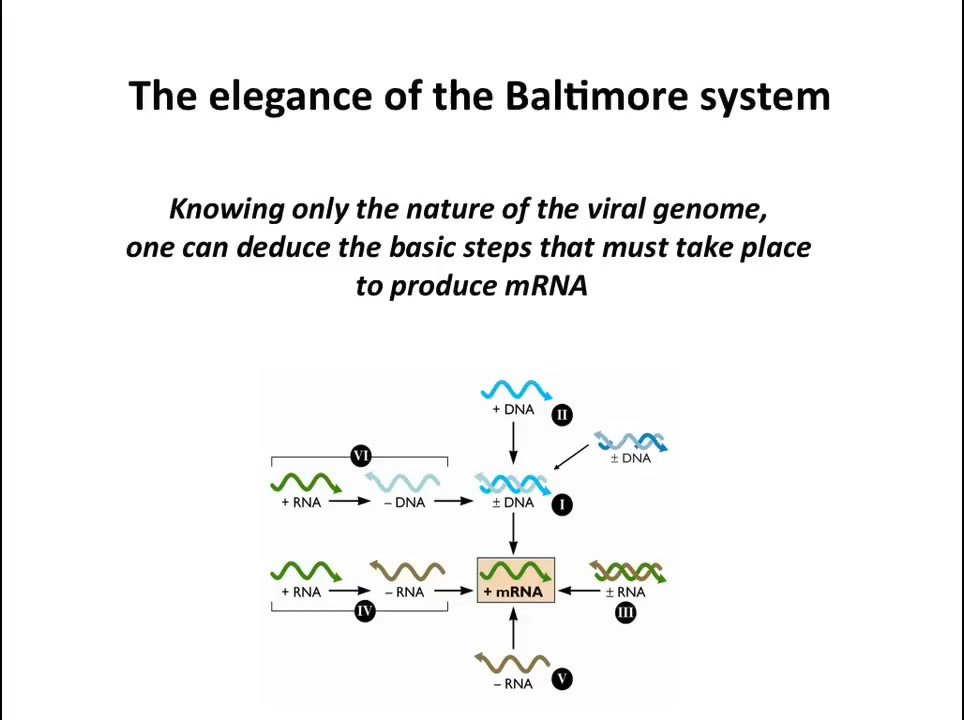 The elegance of the Baltimore system
Knowing only the nature of the viral genome,
one can deduce the basic steps that must take place
to produce mRNA
+ DNA
II
± DNA
VI
+ RNA
– DNA
± DNA
I
+ RNA
– RNA
+ mRNA
± RNA
IV
III
– RNA
V